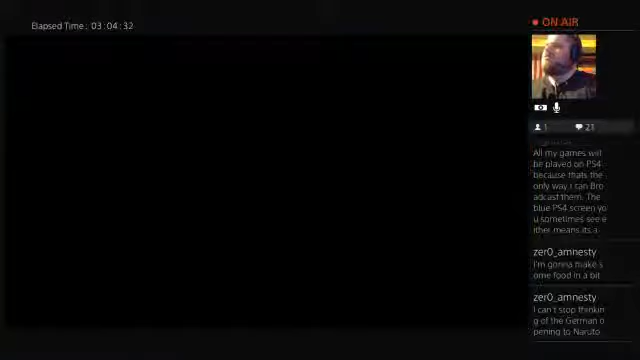 Elapsed Time : 03:04:32
ON AIR
1
21
All my games will
be played on PS4
because thats the
only way i can Bro
adcast them. The
blue PS4 screen yo
u sometimes see e
ither means its a
zer0_amnesty
I'm gonna make s
ome food in a bit
zer0_amnesty
I can't stop thinkin
g of the German o
pening to Naruto